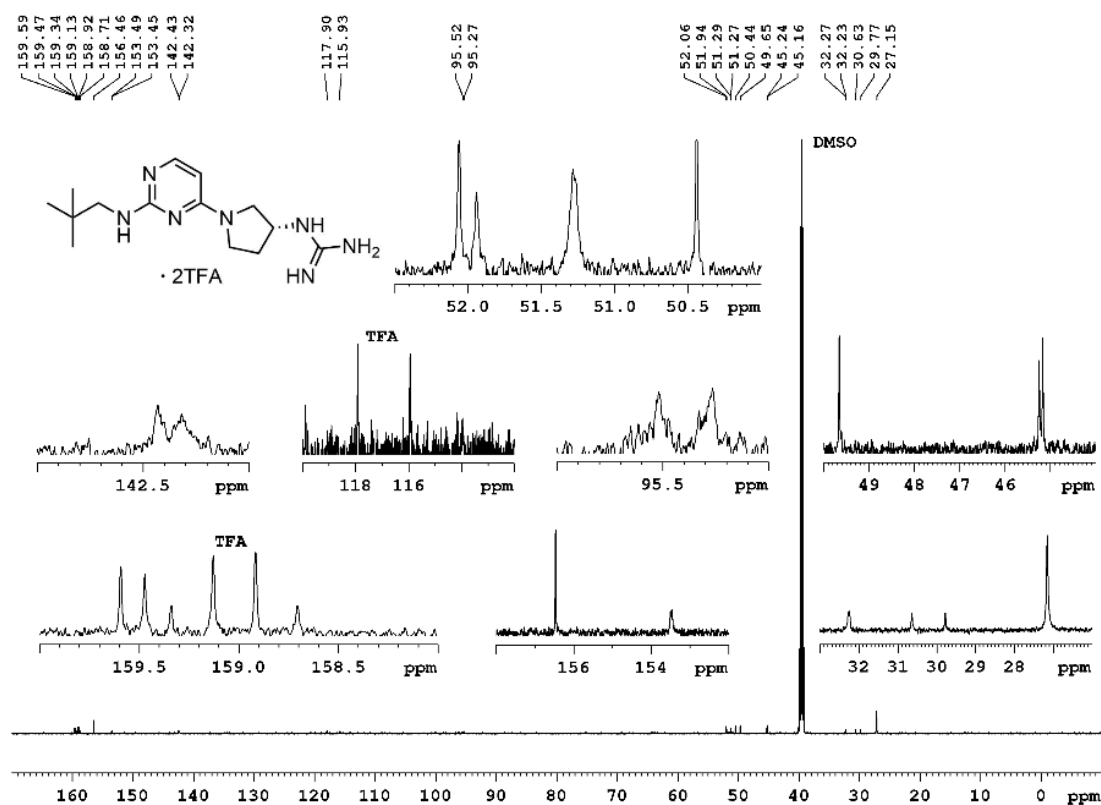 159.59
159.47
159.34
159.13
158.92
158.71
156.46
153.49
153.45
142.43
142.32
117.90
115.93
95.52
95.27
52.06
51.94
51.29
51.27
50.44
49.65
45.24
45.16
32.27
32.23
30.63
29.77
27.15
DMSO
N
N
H
N
N
NH
NH2
HN
· 2TFA
52.0 51.5 51.0 50.5 ppm
TFA
142.5 ppm
118 116 ppm
95.5 ppm
49 48 47 46 ppm
TFA
159.5 159.0 158.5 ppm
156 154 ppm
32 31 30 29 28 ppm
160 150 140 130 120 110 100 90 80 70 60 50 40 30 20 10 0 ppm